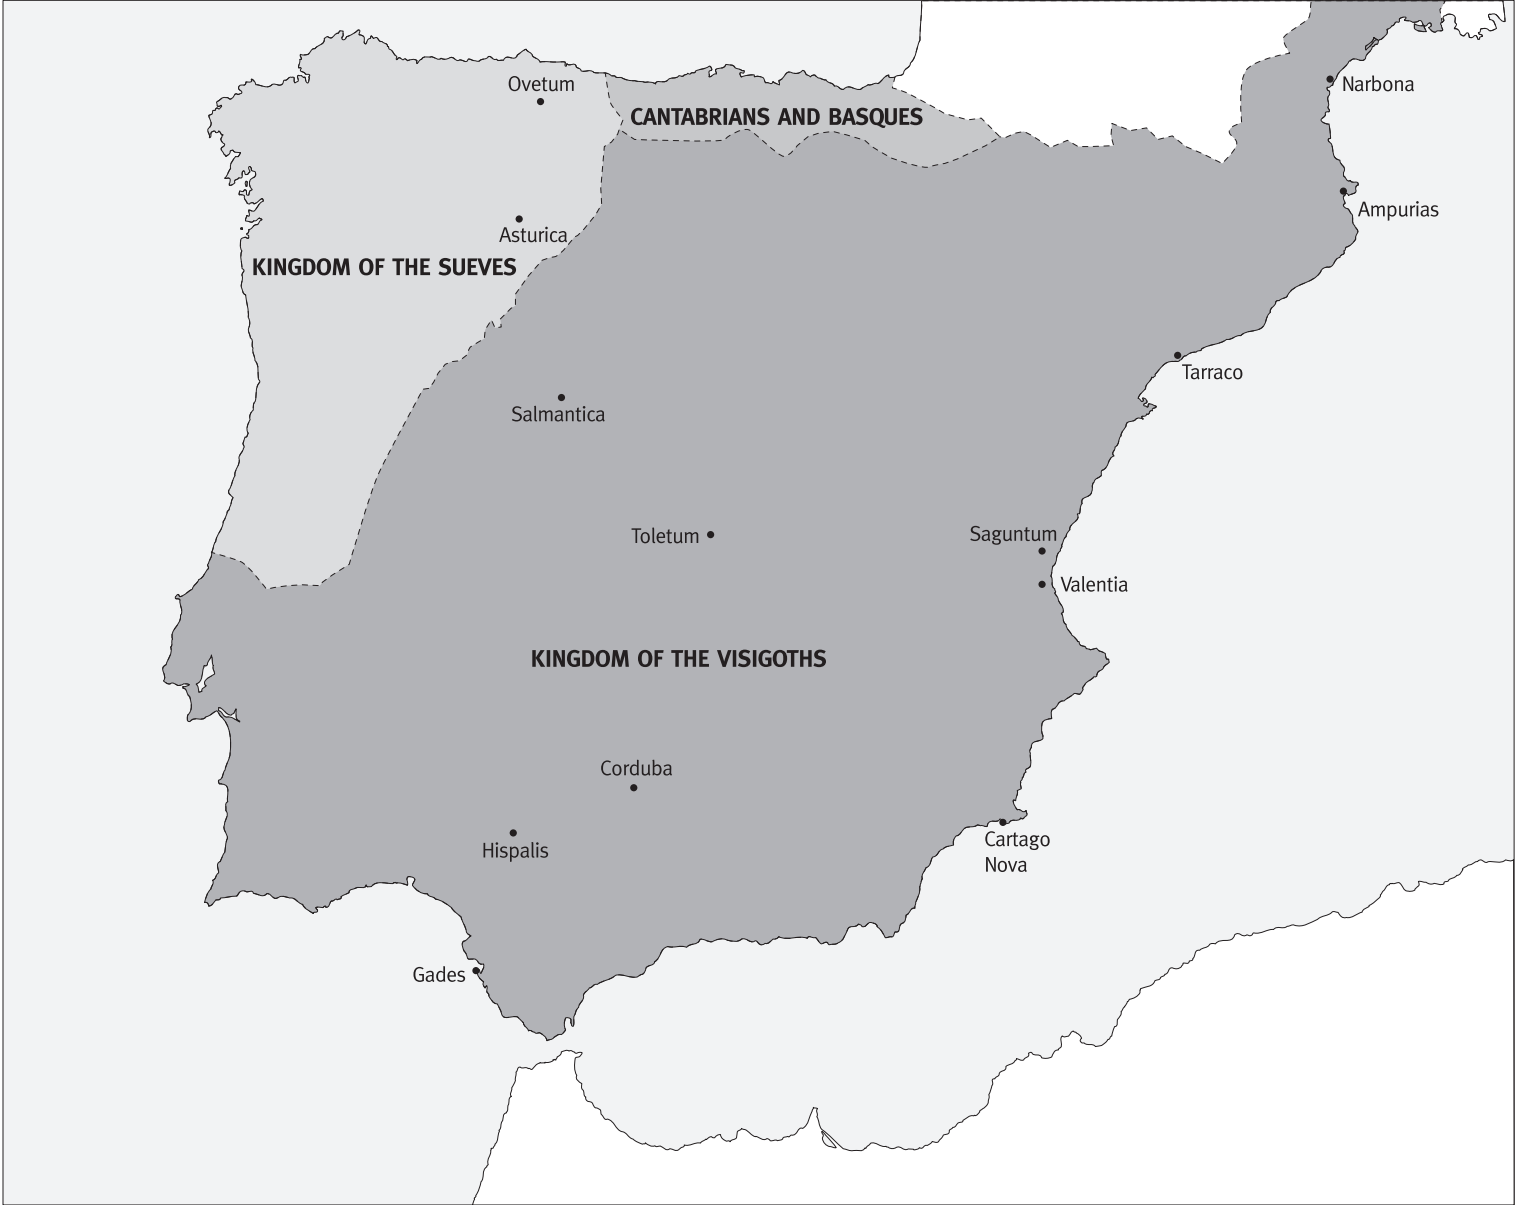 Ovetum
Narbona
CANTABRIANS AND BASQUES
Ampurias
Asturica
KINGDOM OF THE SUEVES
Tarraco
Salmantica
Saguntum
Toletum
Valentia
KINGDOM OF THE VISIGOTHS
Corduba
Cartago
Nova
Hispalis
Gades